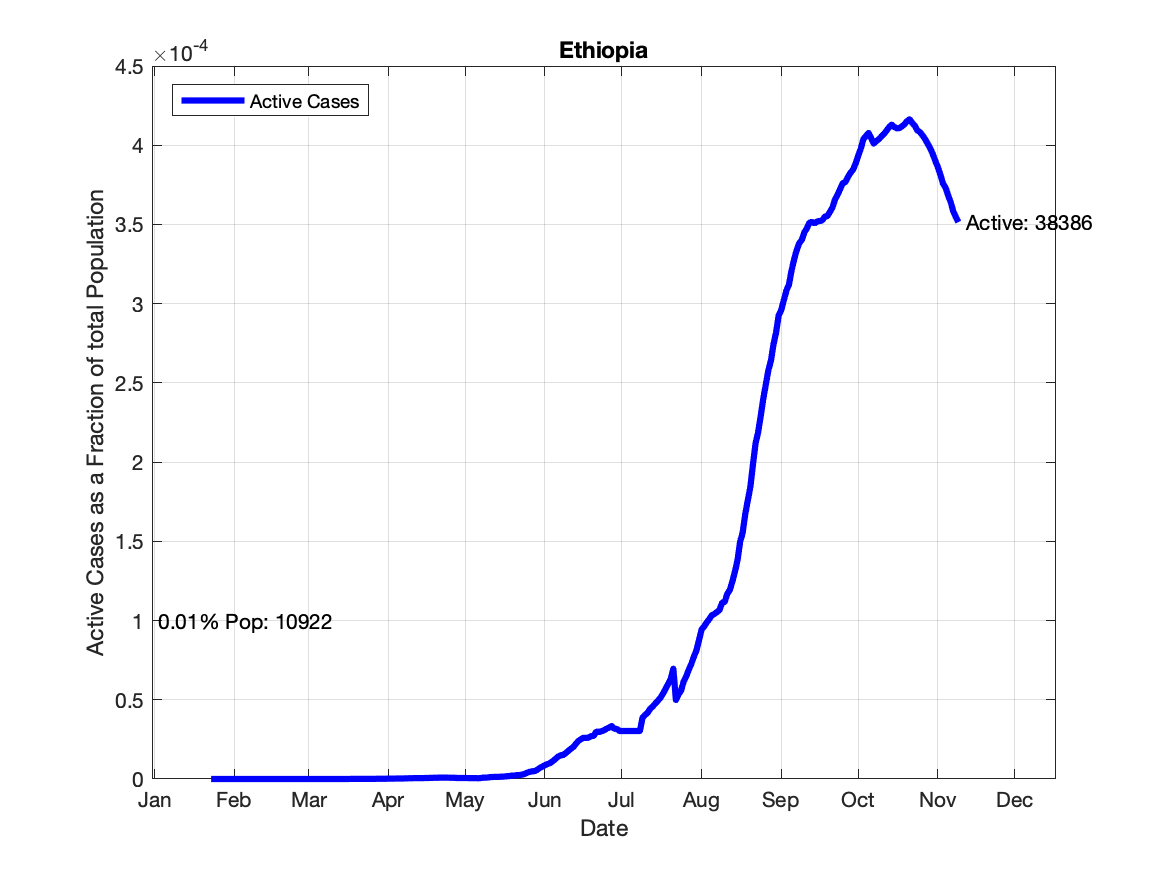 Ethiopia
×10-4
4.5
4
3.5
3
2.5
2
1.5
1
0.5
0
Active Cases as a Fraction of total Population
Active Cases
Active: 38386
0.01% Pop: 10922
Jan Feb Mar Apr May Jun Jul Aug Sep Oct Nov Dec
Date